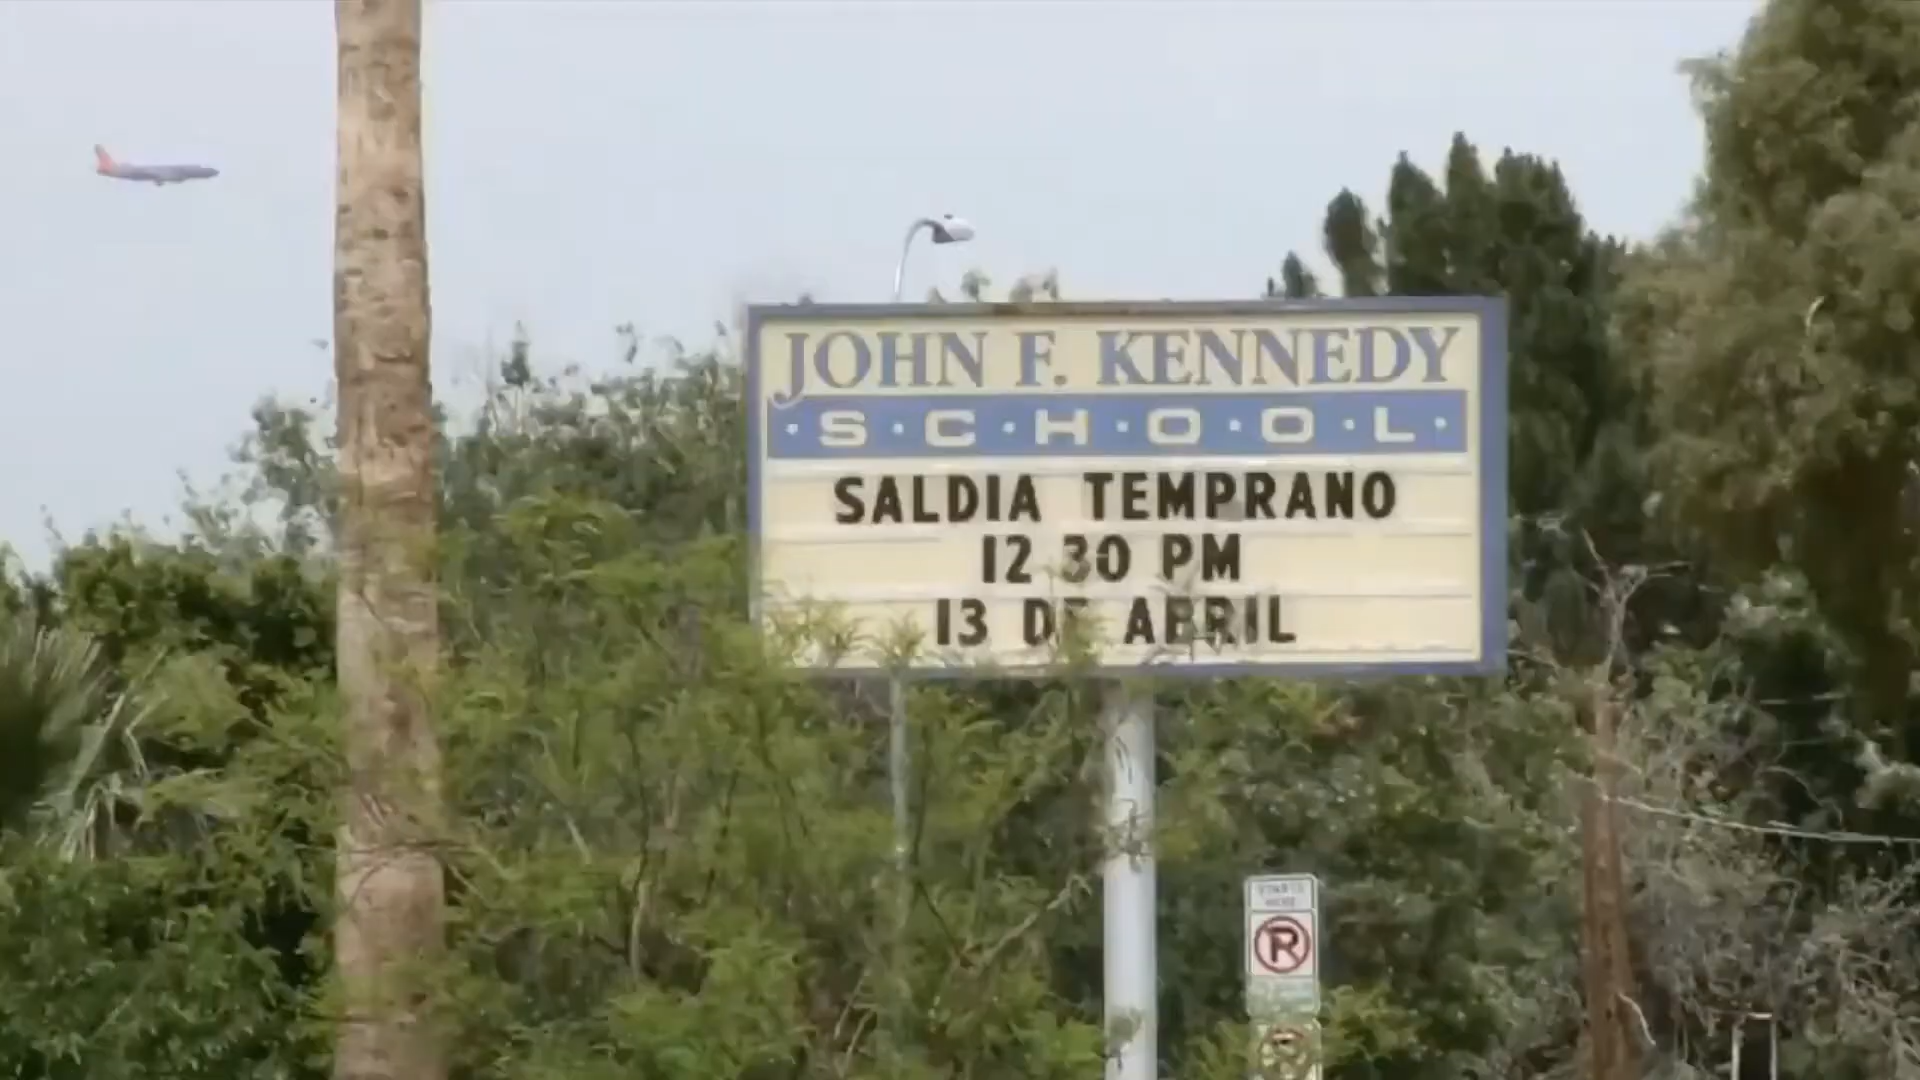 JOHN F. KENNEDY
S·C·H·O·O·L
SALDIA TEMPRANO
12 30 PM
13 DE ABRIL